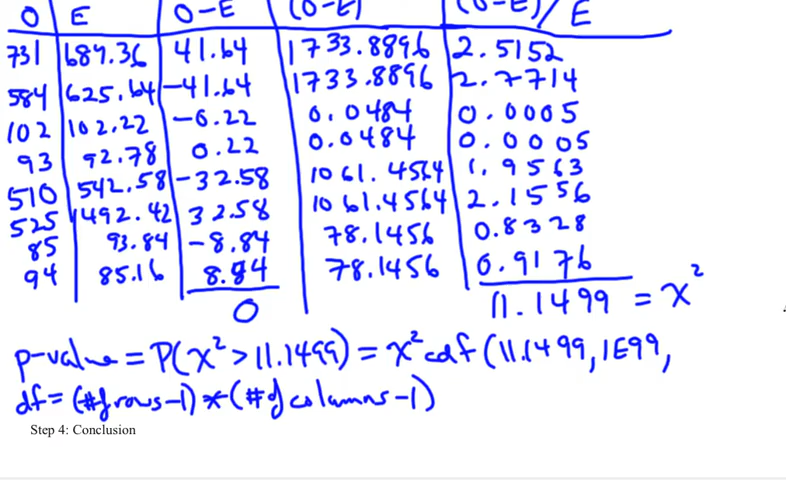 O E O-E (O-E) (O-E)/E
731 689.36 41.64 1733.8896 2.5152
584 625.64 -41.64 1733.8896 2.7714
102 102.22 -0.22 0.0484 0.0005
93 92.78 0.22 0.0484 0.0005
510 542.58 -32.58 1061.4564 1.9563
525 492.42 32.58 1061.4564 2.1556
85 93.84 -8.84 78.1456 0.8328
94 85.16 8.84 78.1456 0.9176
0 11.1499 = x²
p-value = P(x² > 11.1499) = x²cdf(11.1499, 1E99,
df = (# of rows -1) * (# of columns -1)
Step 4: Conclusion